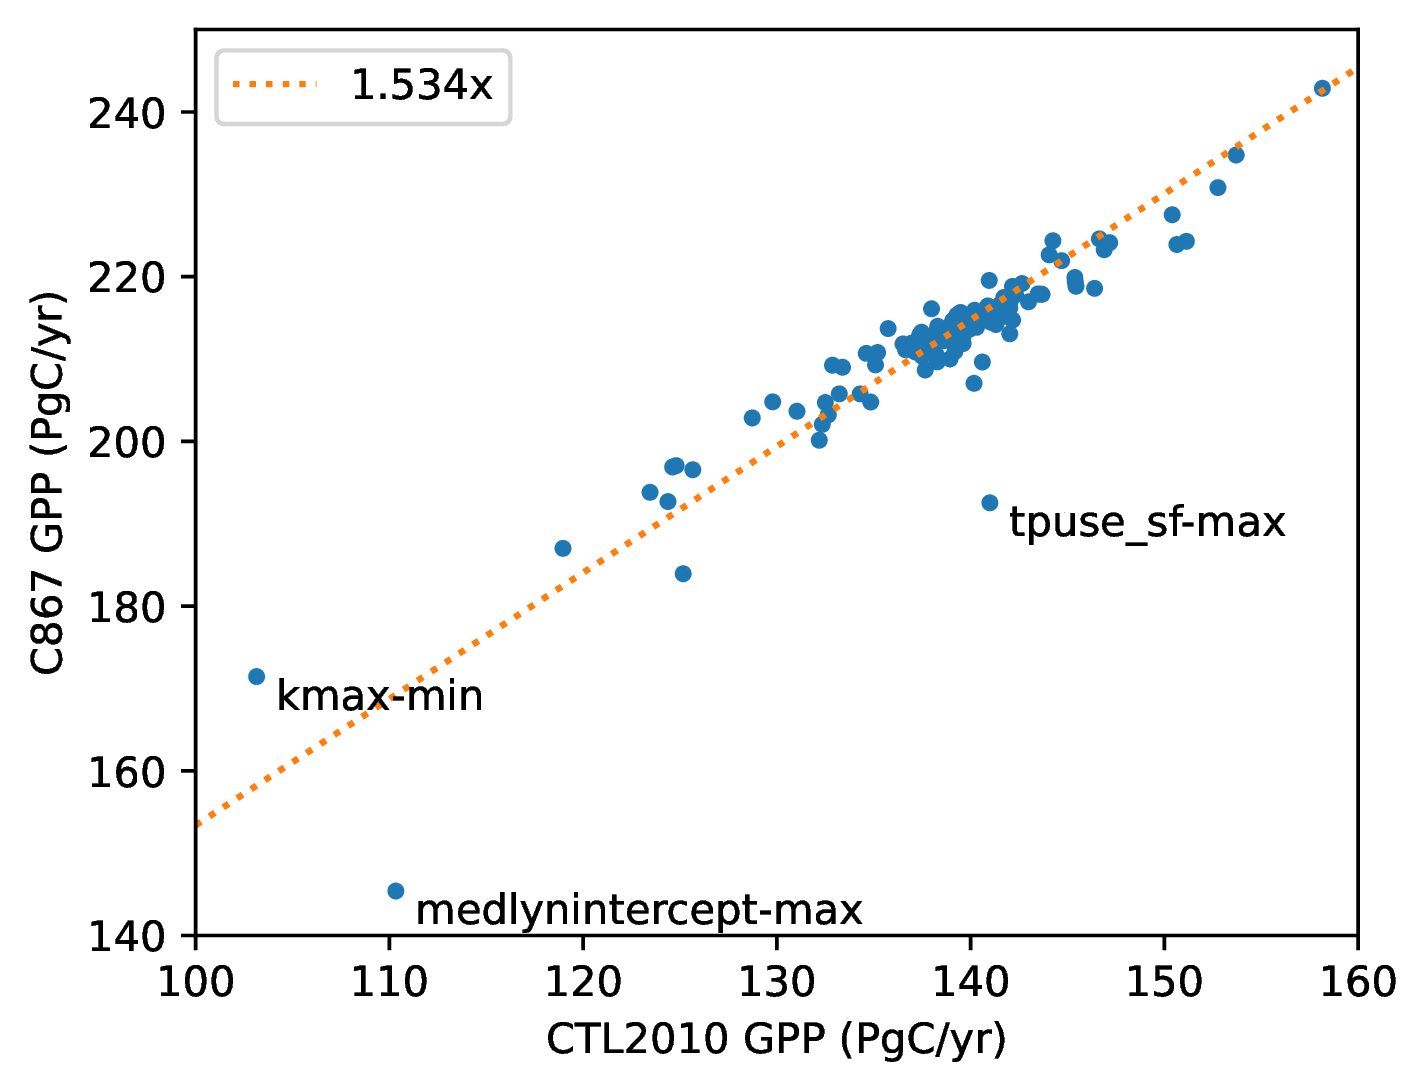 1.534x
240
220
200
180
160
140
C867 GPP (PgC/yr)
tpuse_sf-max
kmax-min
medlynintercept-max
100 110 120 130 140 150 160
CTL2010 GPP (PgC/yr)